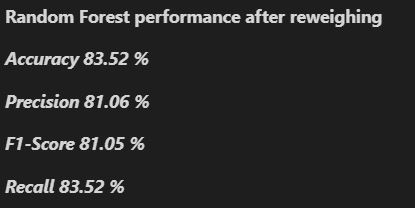 Random Forest performance after reweighing
Accuracy 83.52 %
Precision 81.06 %
F1-Score 81.05 %
Recall 83.52 %